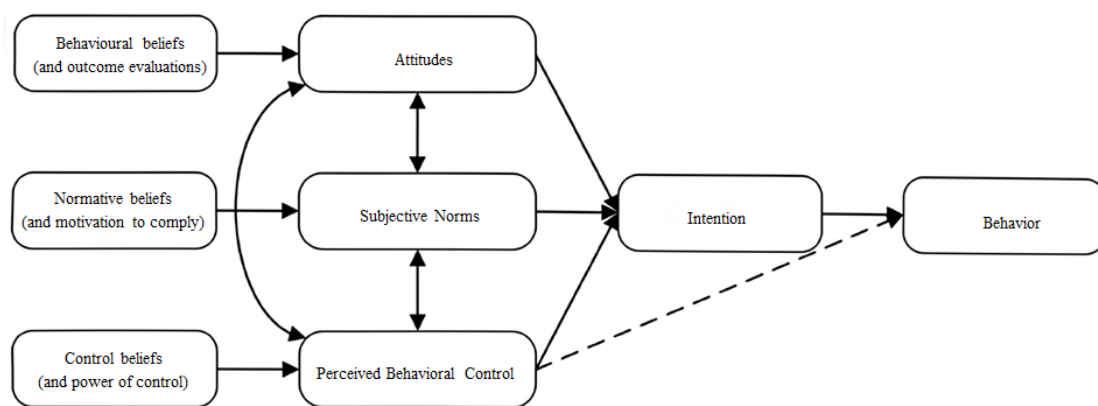 Behavioural beliefs
(and outcome evaluations)
Attitudes
Normative beliefs
(and motivation to comply)
Subjective Norms
Intention
Behavior
Control beliefs
(and power of control)
Perceived Behavioral Control